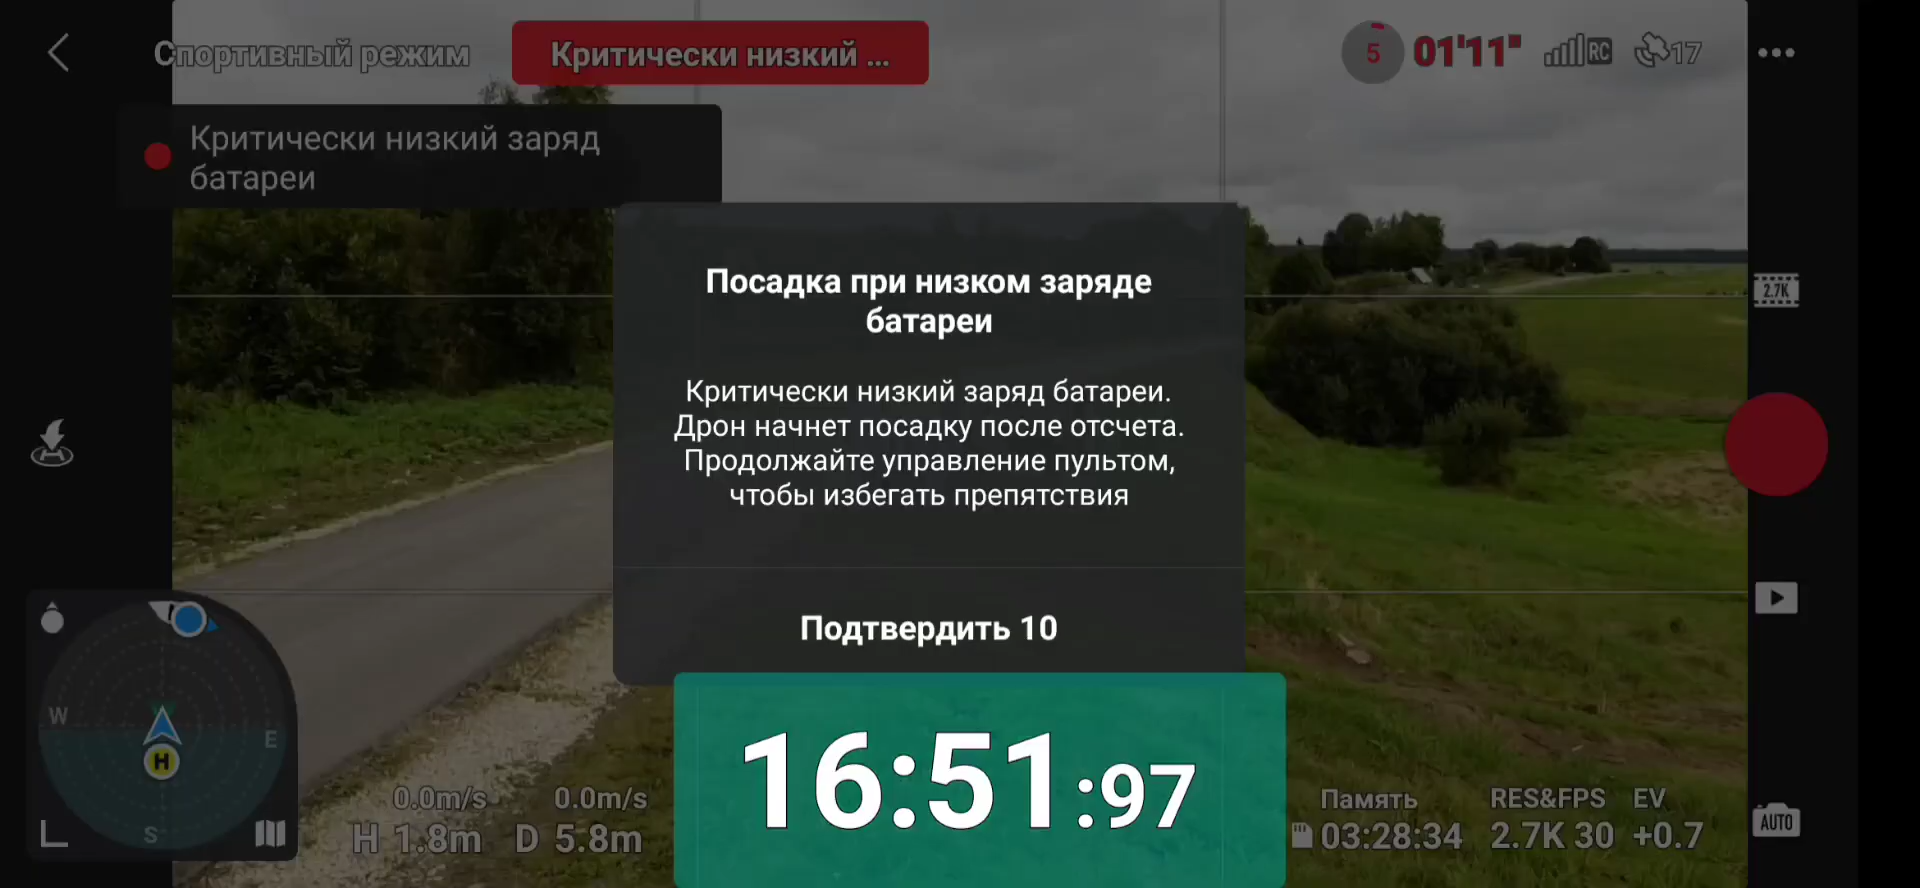 Спортивный режим
Критически низкий ...
5
01'11"
RC
17
Критически низкий заряд
батареи
Посадка при низком заряде
батареи
Критически низкий заряд батареи.
Дрон начнет посадку после отсчета.
Продолжайте управление пультом,
чтобы избегать препятствия
Подтвердить 10
2.7K
W
E
S
H
0.0m/s
0.0m/s
H 1.8m
D 5.8m
16:51:97
Память
03:28:34
RES&FPS
2.7K 30
EV
+0.7
AUTO